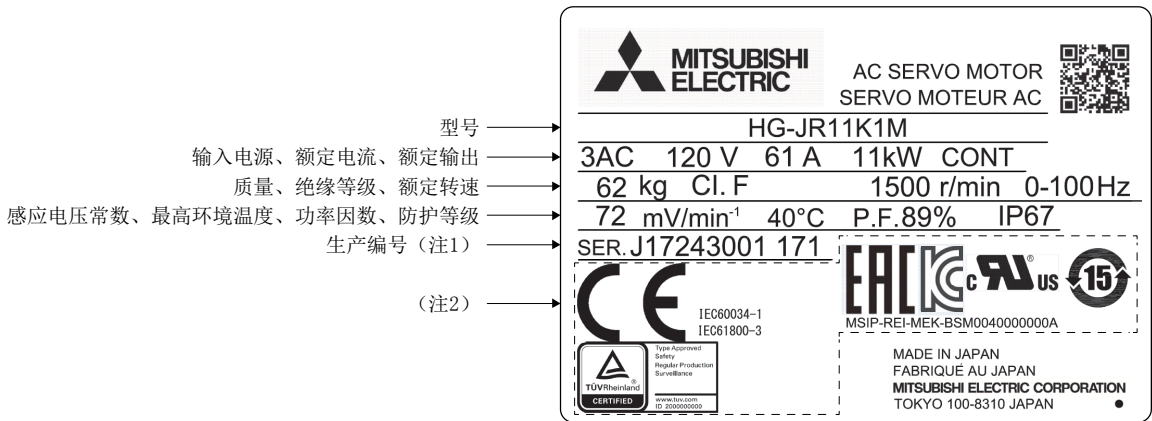 MITSUBISHI
ELECTRIC
AC SERVO MOTOR
SERVO MOTEUR AC
型号
HG-JR11K1M
输入电源、额定电流、额定输出
3AC 120 V 61 A 11kW CONT
质量、绝缘等级、额定转速
62 kg CI. F 1500 r/min 0-100Hz
感应电压常数、最高环境温度、功率因数、防护等级
72 mV/min-1 40°C P.F.89% IP67
生产编号（注1）
SER. J17243001 171
（注2）
CE
IEC60034-1
IEC61800-3
EAC KC c RU ® US 15
MSIP-REI-MEK-BSM0040000000A
TÜVRheinland ®
CERTIFIED
Type Approved
Safety
Regular Production
Surveillance
www.tuv.com
ID 2000000000
MADE IN JAPAN
FABRIQUÉ AU JAPAN
MITSUBISHI ELECTRIC CORPORATION
TOKYO 100-8310 JAPAN